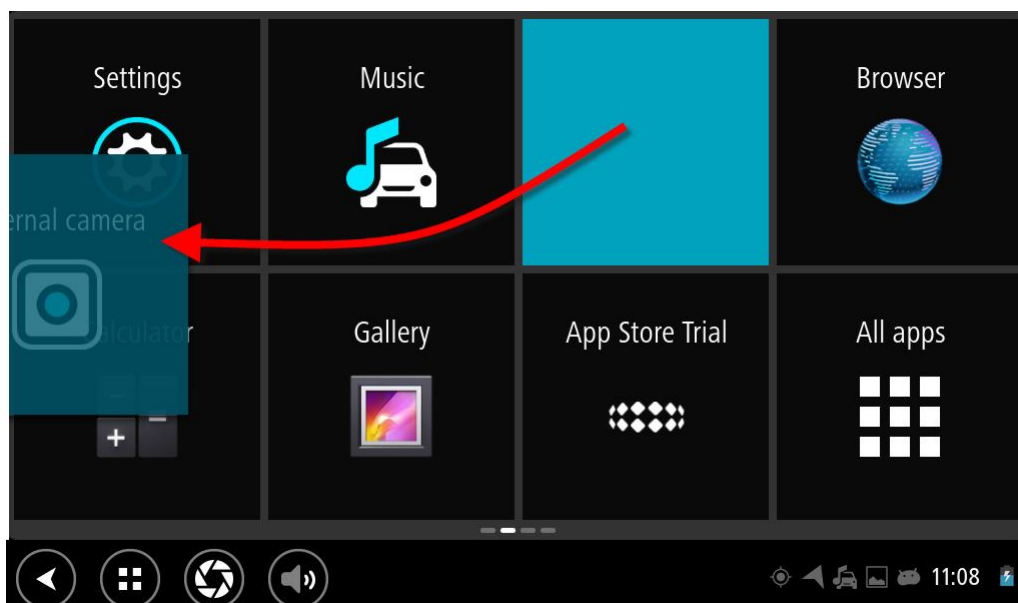 Settings
Music
Browser
ernal camera
alculator
Gallery
App Store Trial
All apps
11:08